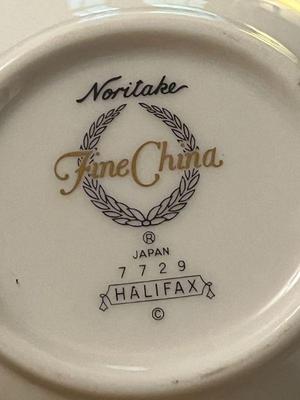 Noritake
Fine China
®
JAPAN
7729
HALIFAX
©